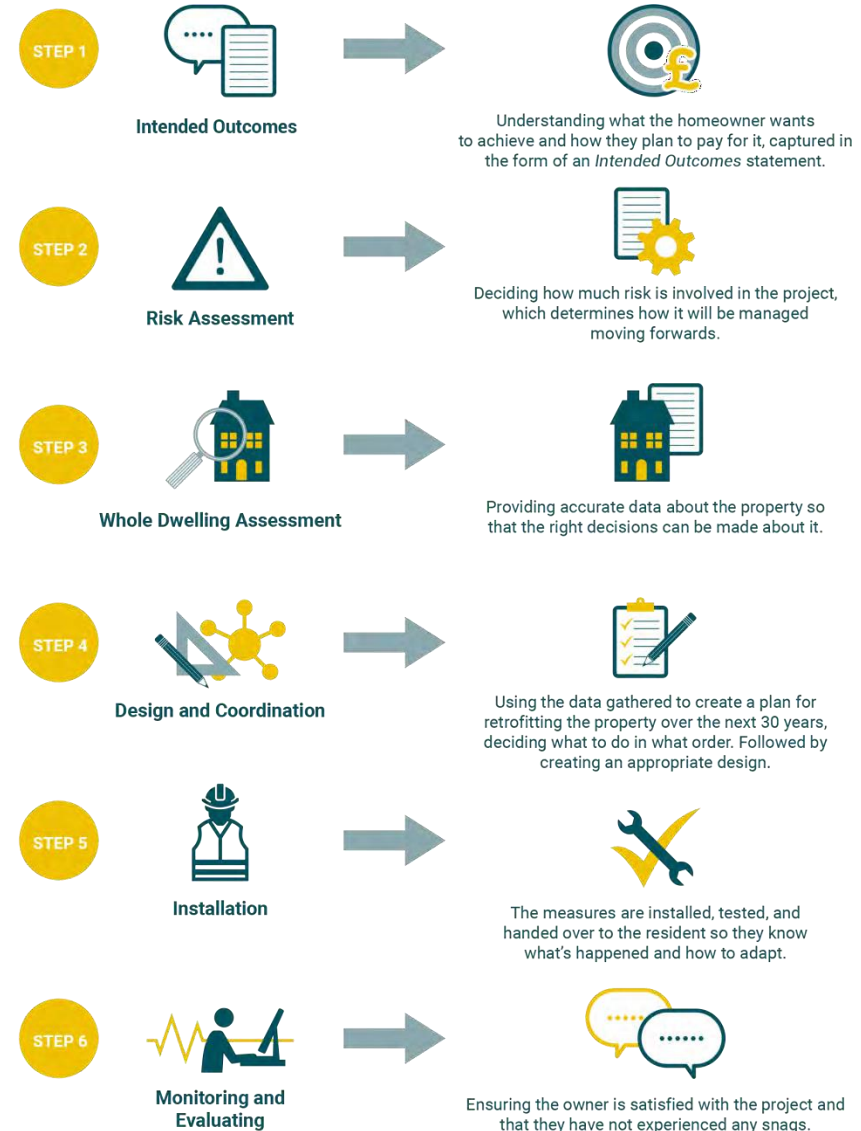 STEP 1
Intended Outcomes
£
Understanding what the homeowner wants
to achieve and how they plan to pay for it, captured in
the form of an Intended Outcomes statement.
STEP 2
!
Risk Assessment
Deciding how much risk is involved in the project,
which determines how it will be managed
moving forwards.
STEP 3
Whole Dwelling Assessment
Providing accurate data about the property so
that the right decisions can be made about it.
STEP 4
Design and Coordination
Using the data gathered to create a plan for
retrofitting the property over the next 30 years,
deciding what to do in what order. Followed by
creating an appropriate design.
STEP 5
Installation
The measures are installed, tested, and
handed over to the resident so they know
what's happened and how to adapt.
STEP 6
Monitoring and
Evaluating
Ensuring the owner is satisfied with the project and
that they have not experienced any snags.